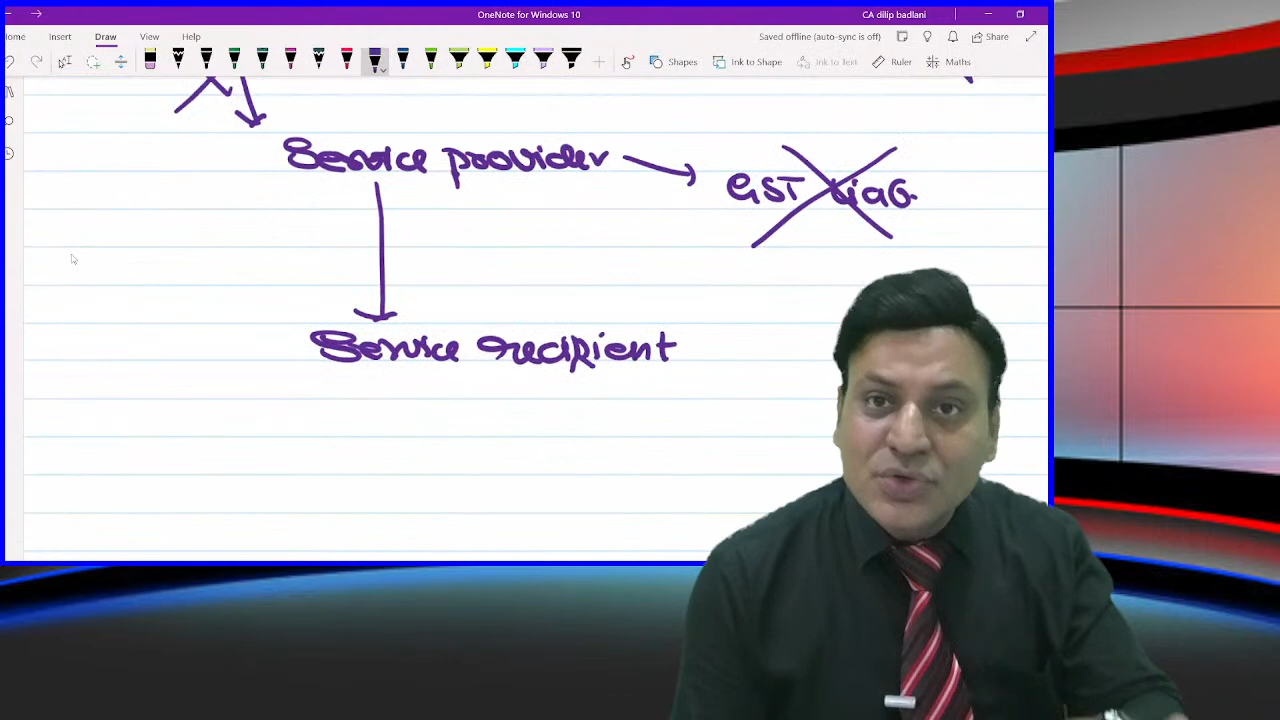 OneNote for Windows 10
CA dilip badlani
Insert
Draw
View
Help
Saved offline (auto-sync is off)
Share
Shapes
Ink to Shape
Ink to Text
Ruler
Maths
Service provider
GST liab.
Service recipient